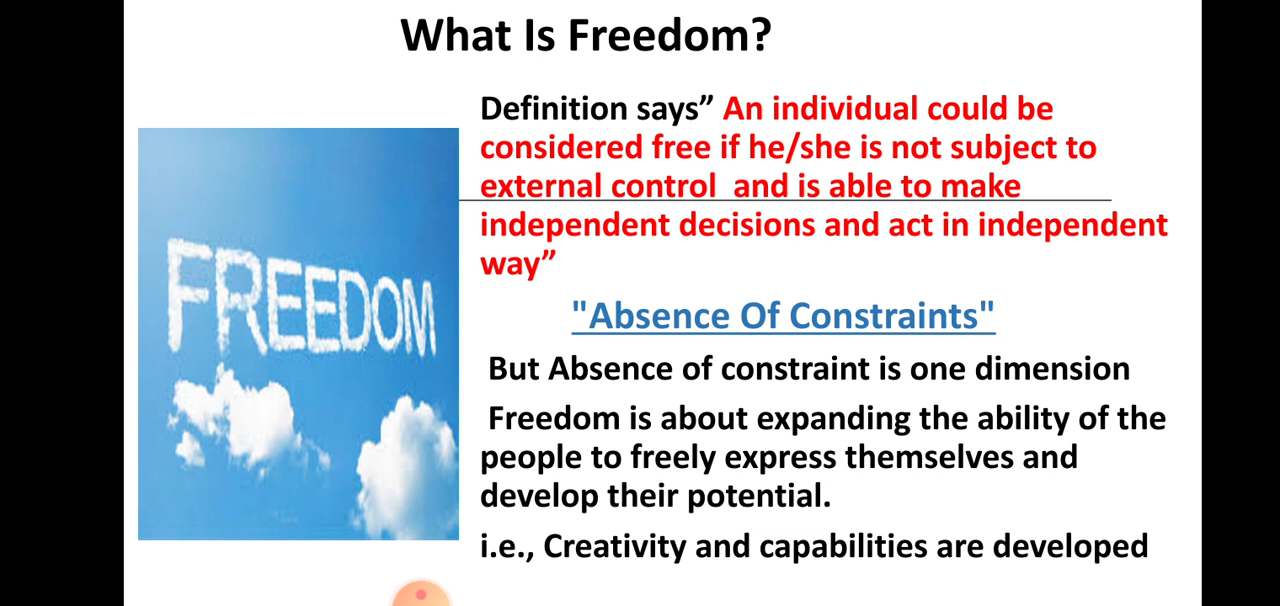 What Is Freedom?
Definition says” An individual could be
considered free if he/she is not subject to
external control  and is able to make
independent decisions and act in independent
way”
FREEDOM
"Absence Of Constraints"
But Absence of constraint is one dimension
Freedom is about expanding the ability of the
people to freely express themselves and
develop their potential.
i.e., Creativity and capabilities are developed